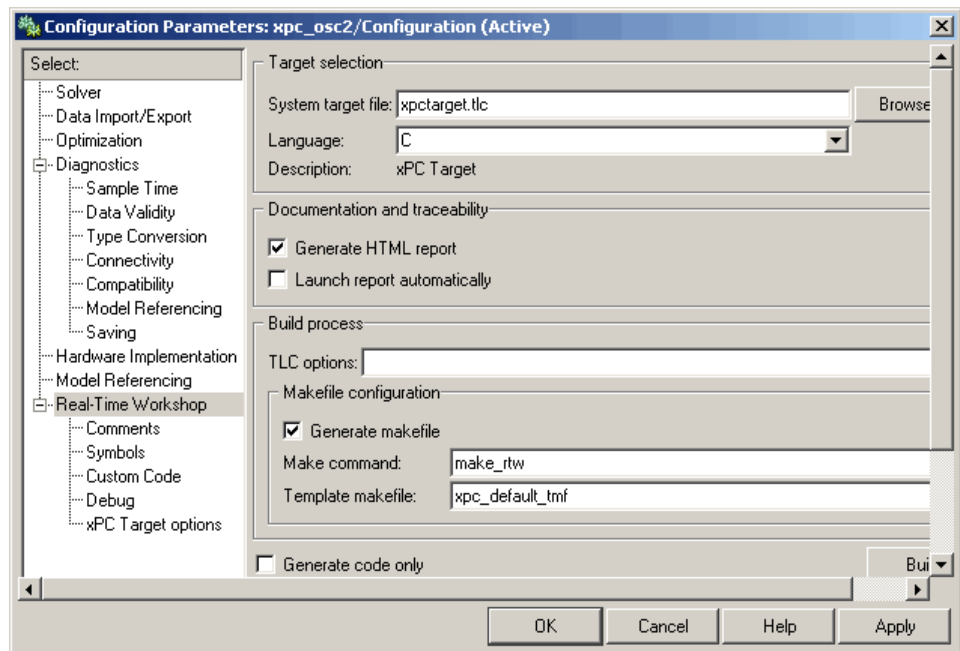 Configuration Parameters: xpc_osc2/Configuration (Active)
Select:
Solver
Data Import/Export
Optimization
Diagnostics
Sample Time
Data Validity
Type Conversion
Connectivity
Compatibility
Model Referencing
Saving
Hardware Implementation
Model Referencing
Real-Time Workshop
Comments
Symbols
Custom Code
Debug
xPC Target options
Target selection
System target file: xpctarget.tlc Browse
Language: C
Description: xPC Target
Documentation and traceability
Generate HTML report
Launch report automatically
Build process
TLC options:
Makefile configuration
Generate makefile
Make command: make_rtw
Template makefile: xpc_default_tmf
Generate code only Bui
OK Cancel Help Apply